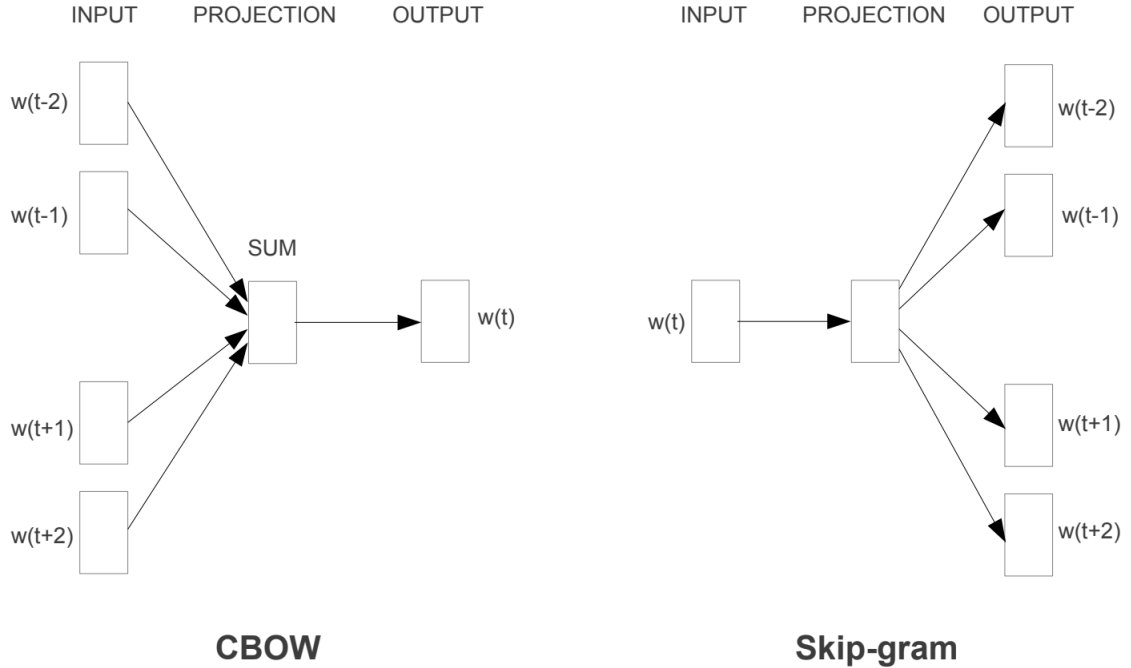 INPUT PROJECTION OUTPUT
w(t-2)
w(t-1)
SUM
w(t)
w(t+1)
w(t+2)
CBOW
INPUT PROJECTION OUTPUT
w(t-2)
w(t-1)
w(t)
w(t+1)
w(t+2)
Skip-gram